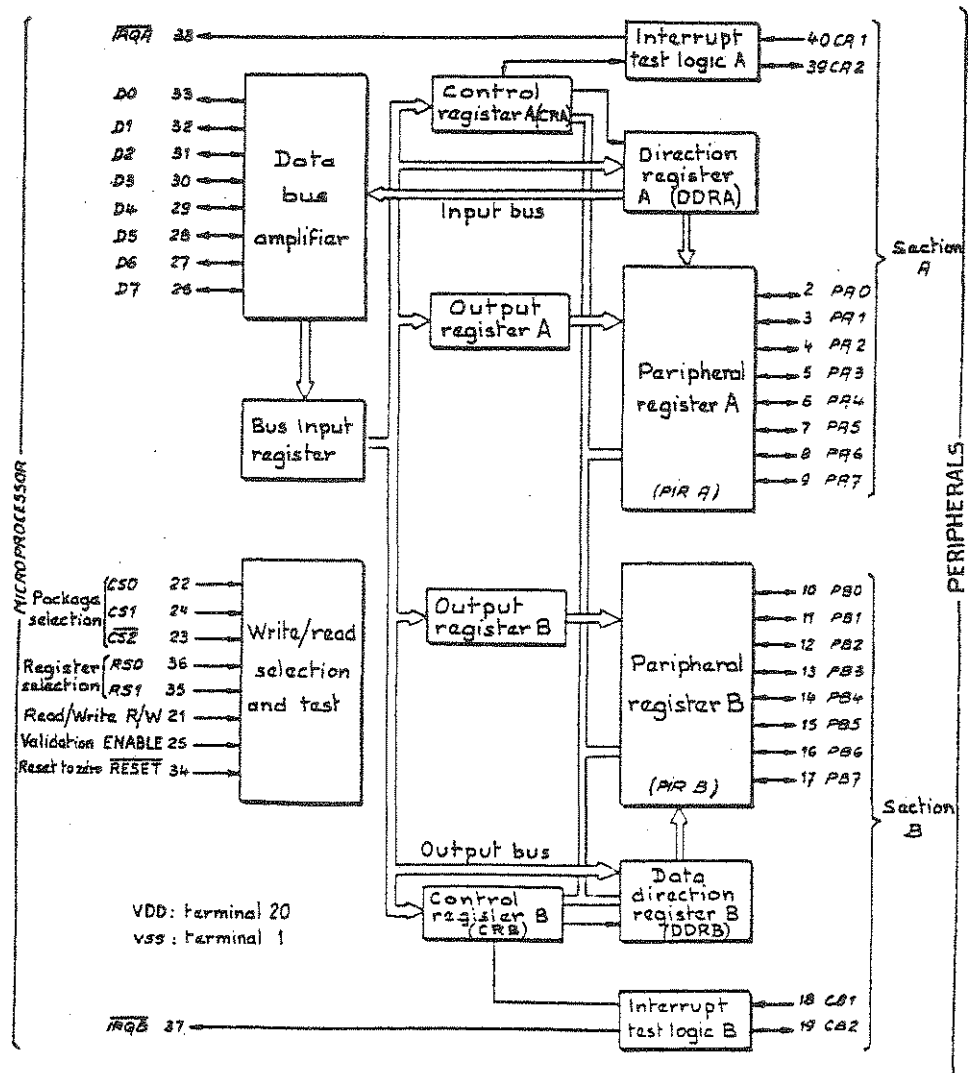 MICROPROCESSOR
IRQA 38
D0 33
D1 32
D2 31
D3 30
D4 29
D5 28
D6 27
D7 26
Data
bus
amplifier
Bus input
register
Package
selection
CS0 22
CS1 24
CS2 23
Register
selection
RS0 36
RS1 35
Read/Write R/W 21
Validation ENABLE 25
Reset to zéro RESET 34
Write/read
selection
and test
VDD: terminal 20
VSS: terminal 1
IRQB 37
Interrupt
test logic A
Control
register A/(CRA)
Direction
register
A (DDRA)
Input bus
Output
register A
Paripheral
register A
(PIR A)
Output
register B
Paripheral
register B
(PIR B)
Output bus
Control
register B
(CRB)
Data
direction
register B
(DDRB)
Interrupt
test logic B
40 CA1
39 CA2
2 PA0
3 PA1
4 PA2
5 PA3
6 PA4
7 PA5
8 PA6
9 PA7
Section
A
10 PB0
11 PB1
12 PB2
13 PB3
14 PB4
15 PB5
16 PB6
17 PB7
Section
B
18 CB1
19 CB2
PERIPHERALS